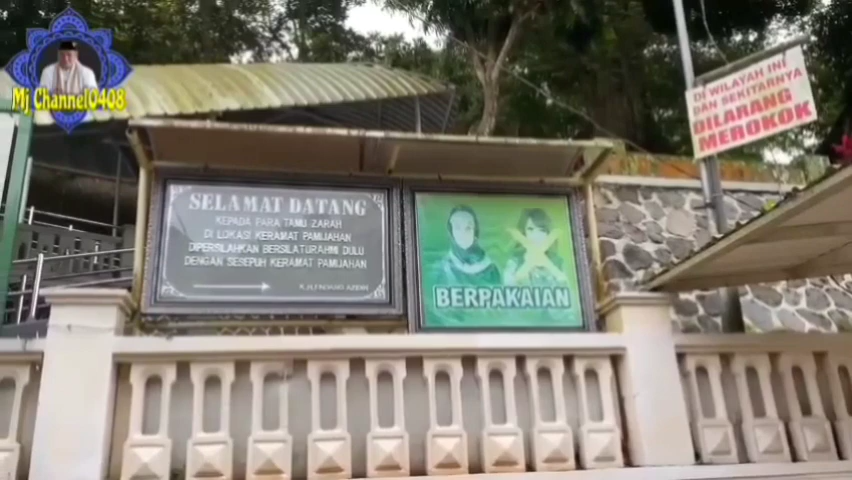 Mj Channel0408
SELAMAT DATANG
KEPADA PARA TAMU ZARAH
DI LOKASI KERAMAT PAMIJAHAN
DIPERSILAHKAN BERSILATURAHMI DULU
DENGAN SESEPUH KERAMAT PAMIJAHAN
BERPAKAIAN
DI WILAYAH INI
DAN SEKITARNYA
DILARANG
MEROKOK